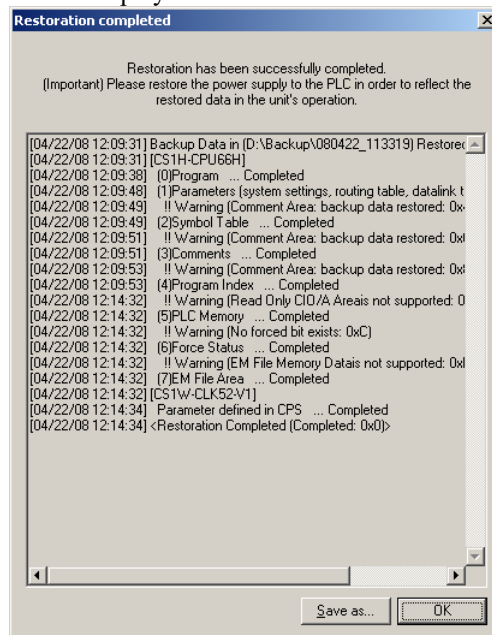 Restoration completed
Restoration has been successfully completed.
(Important) Please restore the power supply to the PLC in order to reflect the
restored data in the unit's operation.
[04/22/08 12:09:31] Backup Data in (D:\Backup\080422_113319) Restored
[04/22/08 12:09:31] [CS1H-CPU66H]
[04/22/08 12:09:38] (0)Program ... Completed
[04/22/08 12:09:48] (1)Parameters (system settings, routing table, datalink t
[04/22/08 12:09:49] !! Warning (Comment Area: backup data restored: 0x
[04/22/08 12:09:49] (2)Symbol Table ... Completed
[04/22/08 12:09:51] !! Warning (Comment Area: backup data restored: 0x
[04/22/08 12:09:51] (3)Comments ... Completed
[04/22/08 12:09:53] !! Warning (Comment Area: backup data restored: 0x
[04/22/08 12:09:53] (4)Program Index ... Completed
[04/22/08 12:14:32] !! Warning (Read Only CIO/A Areais not supported: 0
[04/22/08 12:14:32] (5)PLC Memory ... Completed
[04/22/08 12:14:32] !! Warning (No forced bit exists: 0xC)
[04/22/08 12:14:32] (6)Force Status ... Completed
[04/22/08 12:14:32] !! Warning (EM File Memory Datais not supported: 0x
[04/22/08 12:14:32] (7)EM File Area ... Completed
[04/22/08 12:14:32] [CS1W-CLK52-V1]
[04/22/08 12:14:34] Parameter defined in CPS ... Completed
[04/22/08 12:14:34] <Restoration Completed (Completed: 0x0)>
Save as... OK